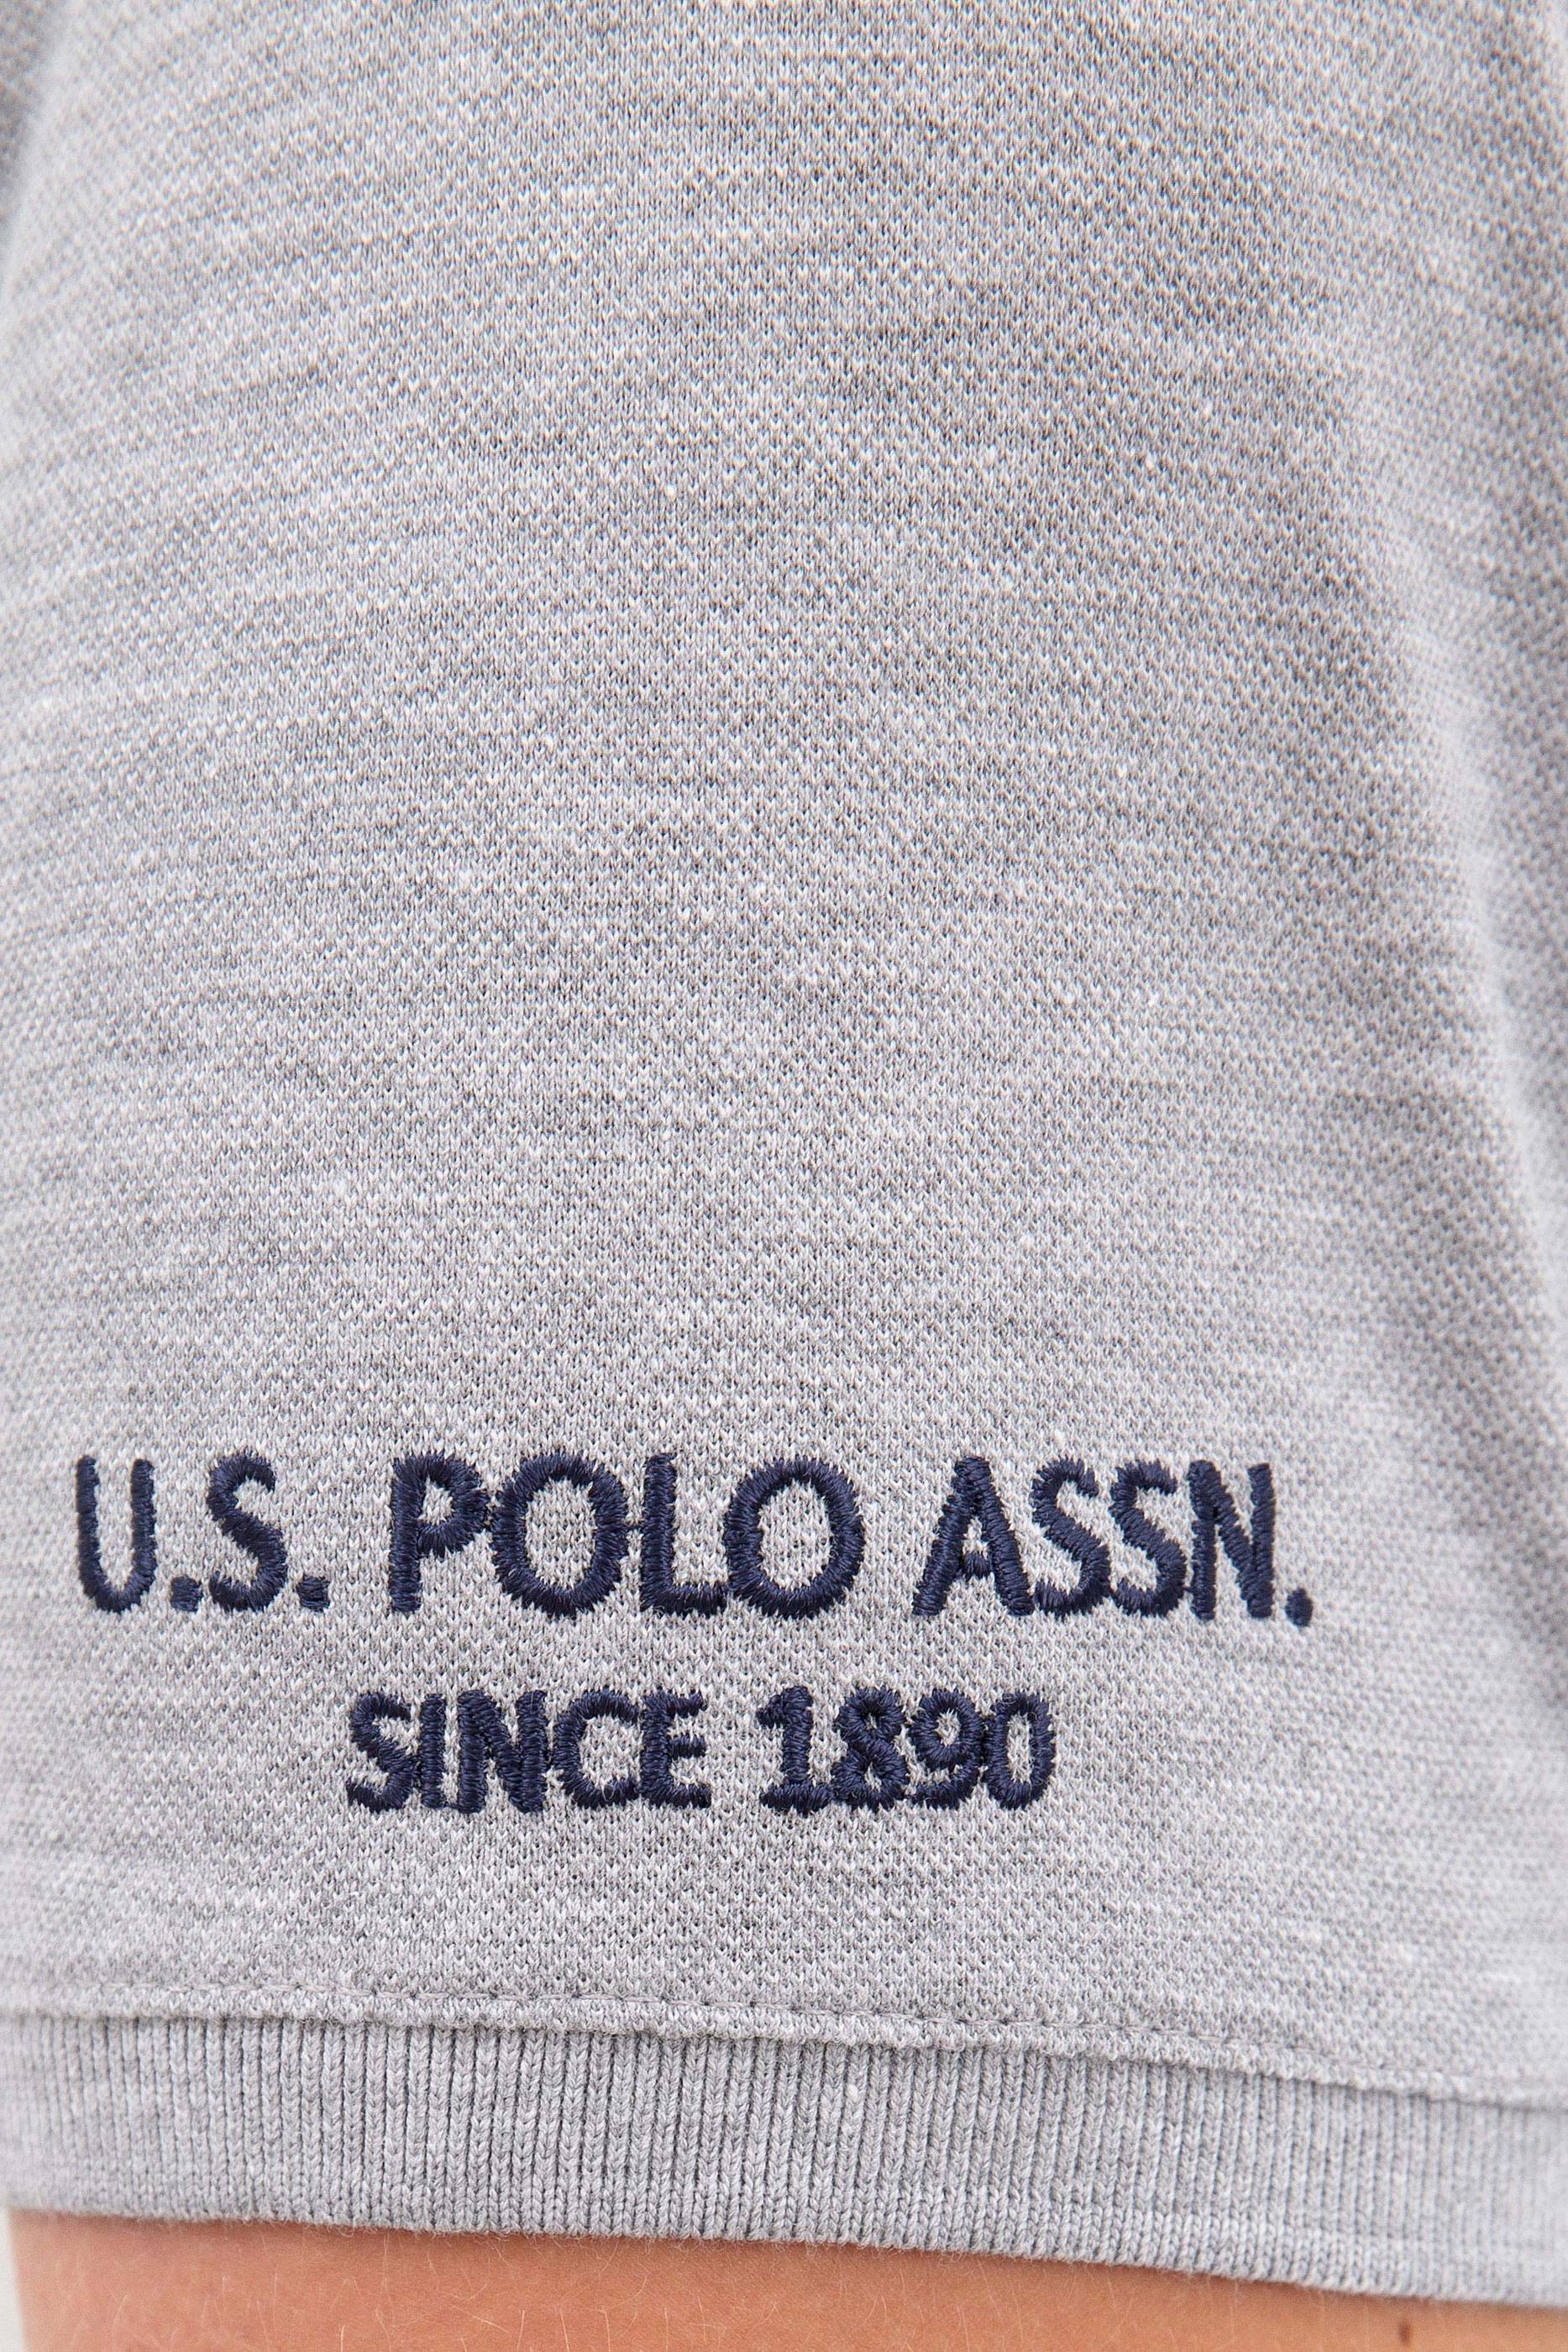 U.S. POLO ASSN.
SINCE 1890